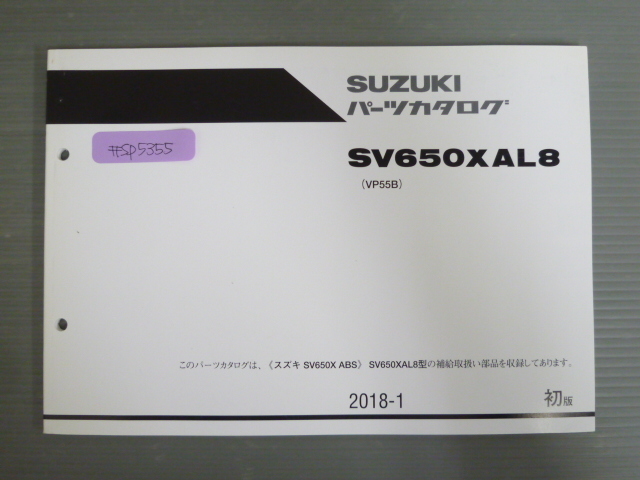 SUZUKI
パーツカタログ
SV650XAL8
(VP55B)
このパーツカタログは、《スズキ SV650X ABS》 SV650XAL8型の補給取扱い部品を収録してあります。
2018-1
初版